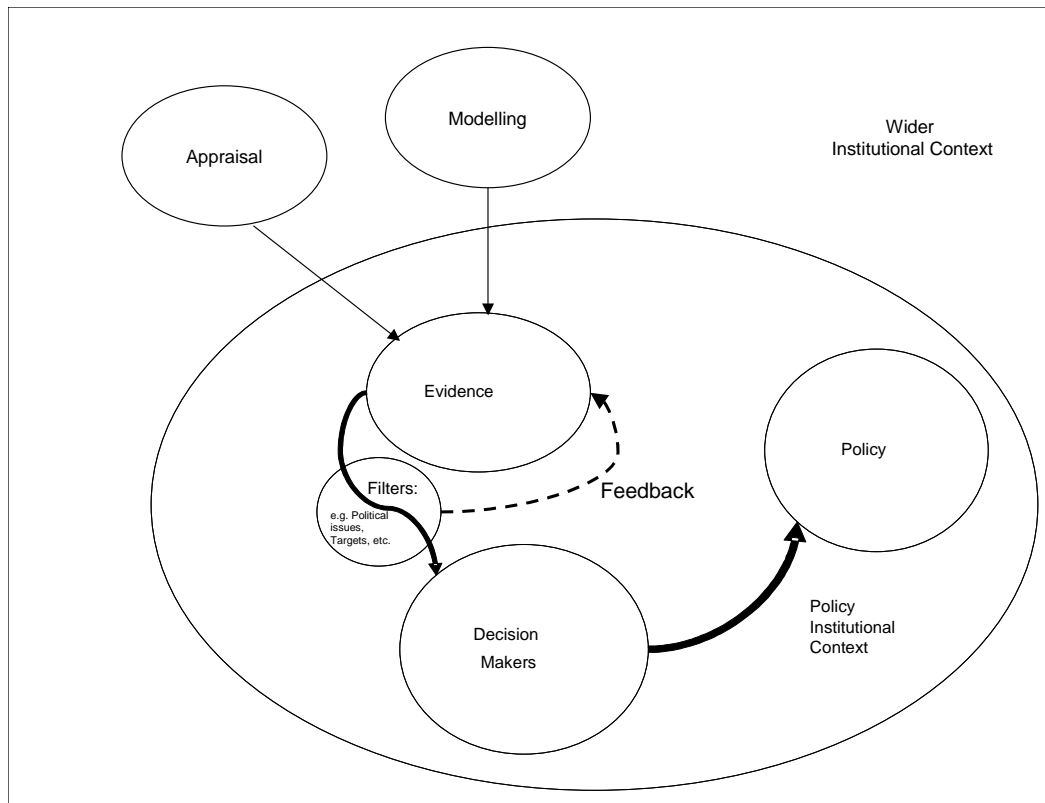 Modelling
Appraisal
Wider
Institutional Context
Evidence
Policy
Filters:
e.g. Political
issues,
Targets, etc.
Feedback
Decision
Makers
Policy
Institutional
Context